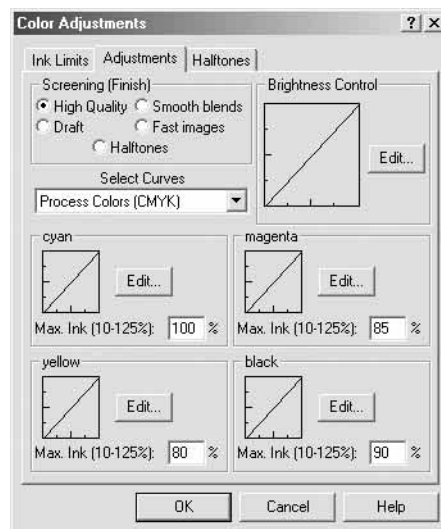 Color Adjustments
Ink Limits Adjustments Halftones
Screening (Finish)
High Quality Smooth blends
Draft Fast images
Halftones
Brightness Control
Edit...
Select Curves
Process Colors (CMYK)
cyan
Edit...
Max. Ink (10-125%): 100 %
magenta
Edit...
Max. Ink (10-125%): 85 %
yellow
Edit...
Max. Ink (10-125%): 80 %
black
Edit...
Max. Ink (10-125%): 90 %
OK Cancel Help